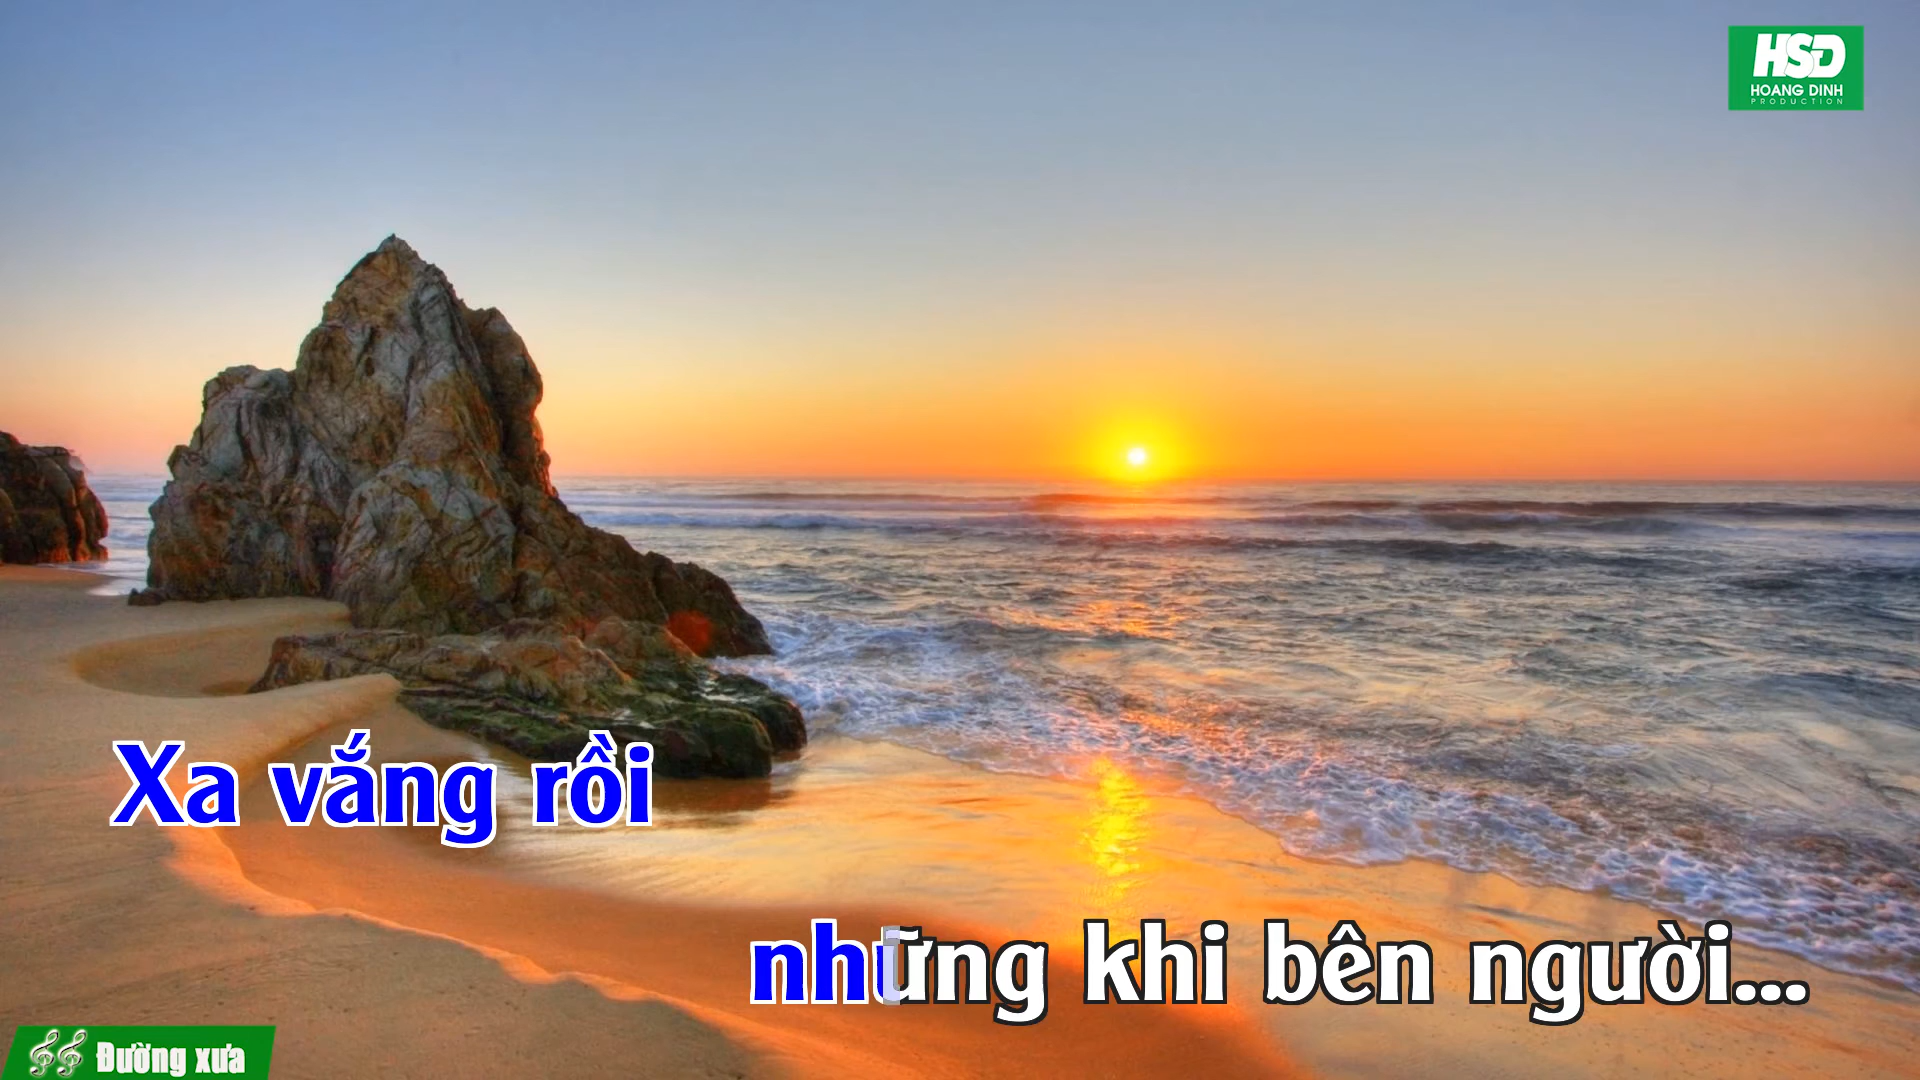 HSD
HOANG DINH
PRODUCTION
Xa vắng rồi
những khi bên người...
Đường xưa